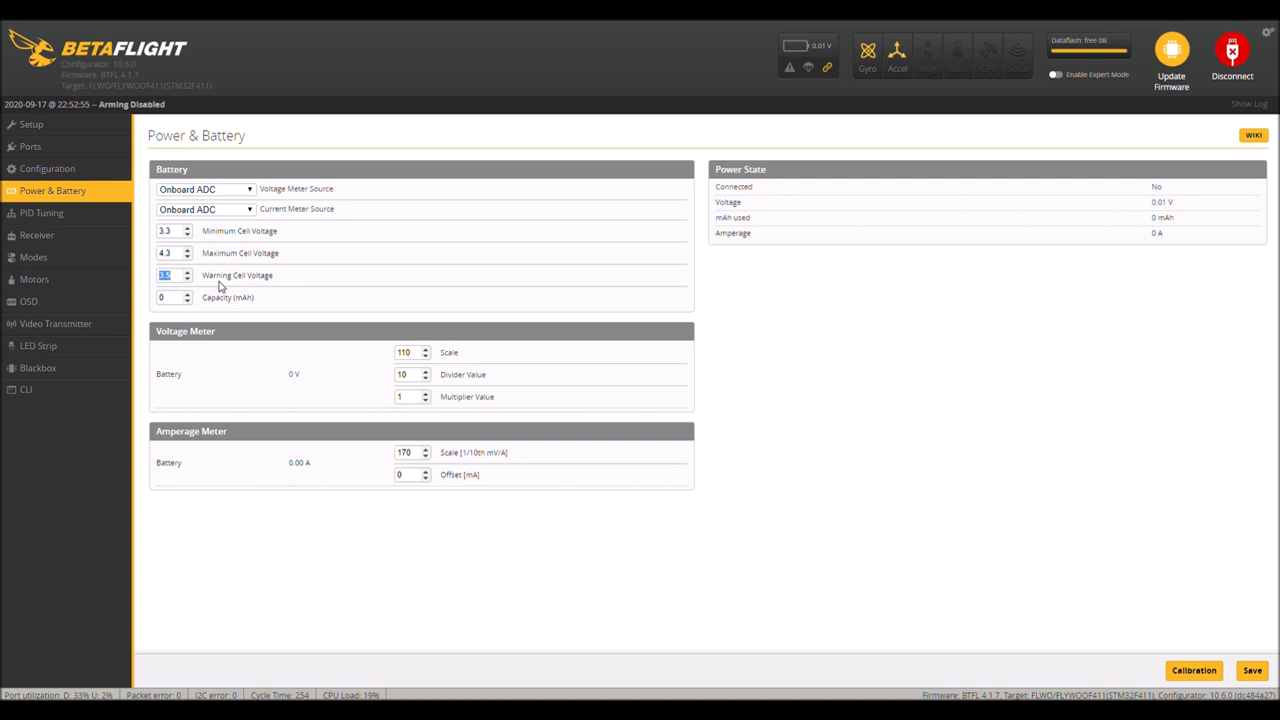 BETAFLIGHT
Configurator: 10.6.0
Firmware: BTFL 4.1.7
Target: FLWO/FLYWOOF411(STM32F411)
0.01 V
Gyro
Accel
Dataflash: free 0B
Enable Expert Mode
Update
Firmware
Disconnect
2020-09-17 @ 22:52:55 -- Arming Disabled
Show Log
Setup
Ports
Configuration
Power & Battery
PID Tuning
Receiver
Modes
Motors
OSD
Video Transmitter
LED Strip
Blackbox
CLI
Power & Battery
WIKI
Battery
Onboard ADC Voltage Meter Source
Onboard ADC Current Meter Source
3.3 Minimum Cell Voltage
4.3 Maximum Cell Voltage
3.5 Warning Cell Voltage
0 Capacity (mAh)
Power State
Connected No
Voltage 0.01 V
mAh used 0 mAh
Amperage 0 A
Voltage Meter
Battery 0 V
110 Scale
10 Divider Value
1 Multiplier Value
Amperage Meter
Battery 0.00 A
170 Scale [1/10th mV/A]
0 Offset [mA]
Calibration
Save
Port utilization: D: 33% U: 2% Packet error: 0 I2C error: 0 Cycle Time: 254 CPU Load: 19% Firmware: BTFL 4.1.7, Target: FLWO/FLYWOOF411(STM32F411), Configurator: 10.6.0 (dc484a27)